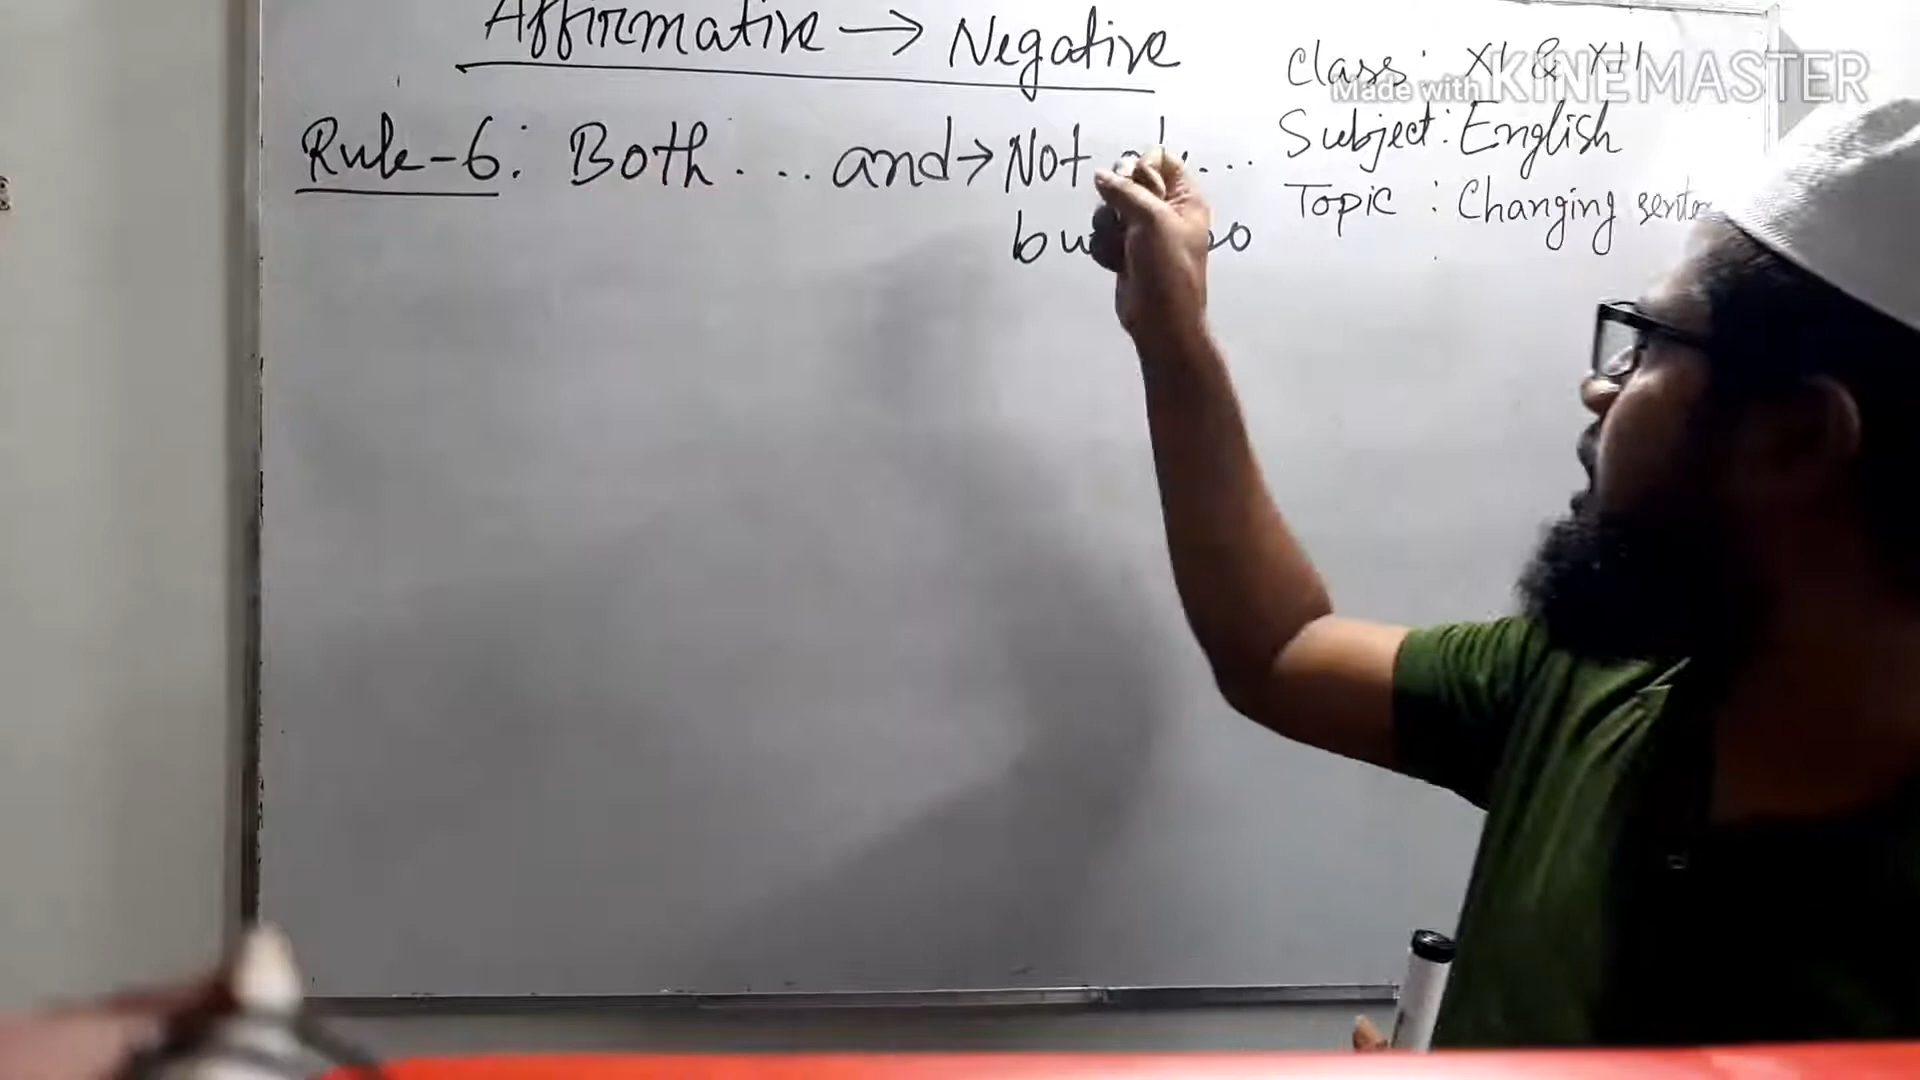 Affirmative → Negative
Rule-6: Both .... and → Not
Class: XI & XII
Made with KINEMASTER
Subject: English
Topic : Changing